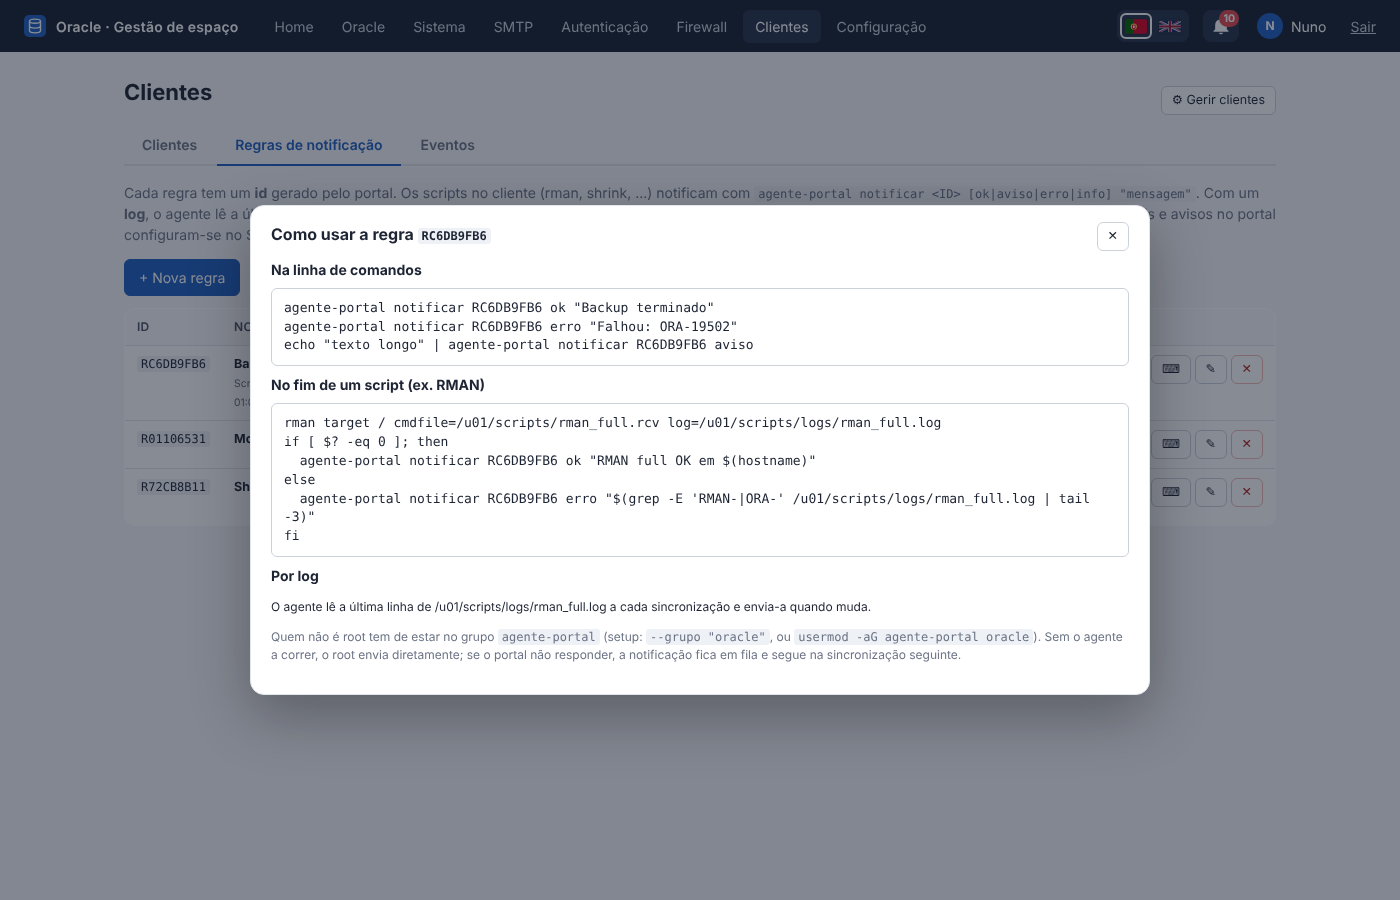 Oracle · Gestão de espaço Home Oracle Sistema SMTP Autenticação Firewall Clientes Configuração 10 N Nuno Sair
Clientes
⚙ Gerir clientes
Clientes Regras de notificação Eventos
Cada regra tem um id gerado pelo portal. Os scripts no cliente (rman, shrink, ...) notificam com agente-portal notificar <ID> [ok|aviso|erro|info] "mensagem" . Com um
log, o agente lê a ú s e avisos no portal
configuram-se no S
+ Nova regra
Como usar a regra RC6DB9FB6 ×
Na linha de comandos
agente-portal notificar RC6DB9FB6 ok "Backup terminado"
agente-portal notificar RC6DB9FB6 erro "Falhou: ORA-19502"
echo "texto longo" | agente-portal notificar RC6DB9FB6 aviso
No fim de um script (ex. RMAN)
rman target / cmdfile=/u01/scripts/rman_full.rcv log=/u01/scripts/logs/rman_full.log
if [ $? -eq 0 ]; then
  agente-portal notificar RC6DB9FB6 ok "RMAN full OK em $(hostname)"
else
  agente-portal notificar RC6DB9FB6 erro "$(grep -E 'RMAN-|ORA-' /u01/scripts/logs/rman_full.log | tail
-3)"
fi
Por log
O agente lê a última linha de /u01/scripts/logs/rman_full.log a cada sincronização e envia-a quando muda.
Quem não é root tem de estar no grupo agente-portal (setup: --grupo "oracle" , ou usermod -aG agente-portal oracle ). Sem o agente
a correr, o root envia diretamente; se o portal não responder, a notificação fica em fila e segue na sincronização seguinte.
ID NO
RC6DB9FB6 Ba
Scr
01:0
R01106531 Mo
R72CB8B11 Sh